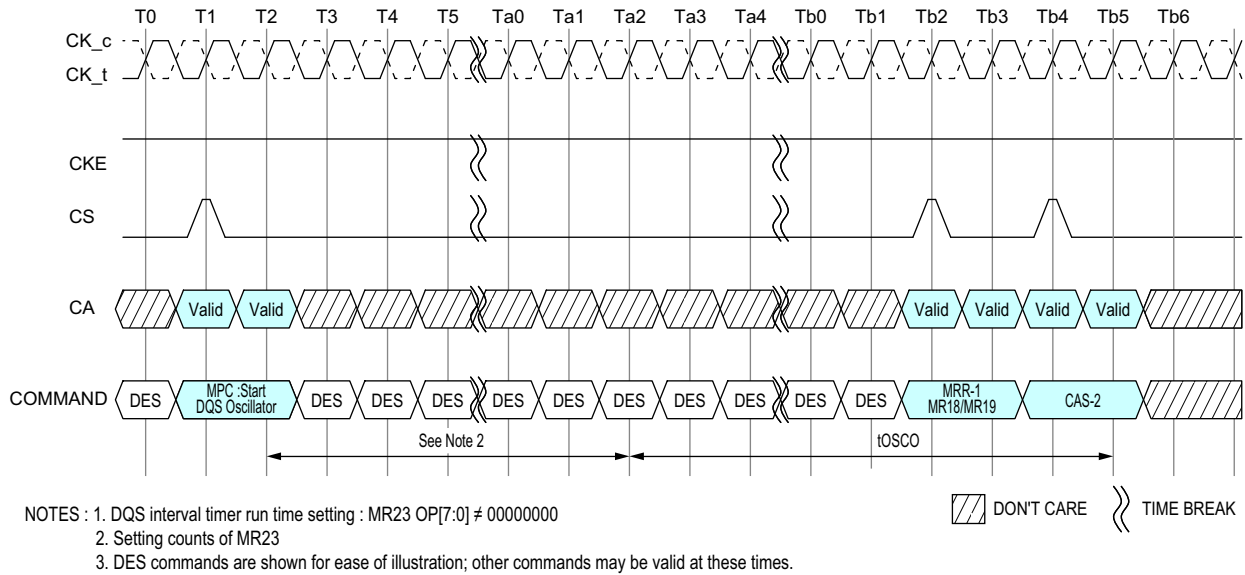 T0 T1 T2 T3 T4 T5 Ta0 Ta1 Ta2 Ta3 Ta4 Tb0 Tb1 Tb2 Tb3 Tb4 Tb5 Tb6
CK_c
CK_t
CKE
CS
CA Valid Valid Valid Valid Valid Valid
COMMAND DES MPC :Start DES DES DES DES DES DES DES DES DES DES MRR-1 CAS-2
DQS Oscillator MR18/MR19
See Note 2 tOSCO
NOTES : 1. DQS interval timer run time setting : MR23 OP[7:0] ≠ 00000000
2. Setting counts of MR23
3. DES commands are shown for ease of illustration; other commands may be valid at these times.
DON'T CARE TIME BREAK